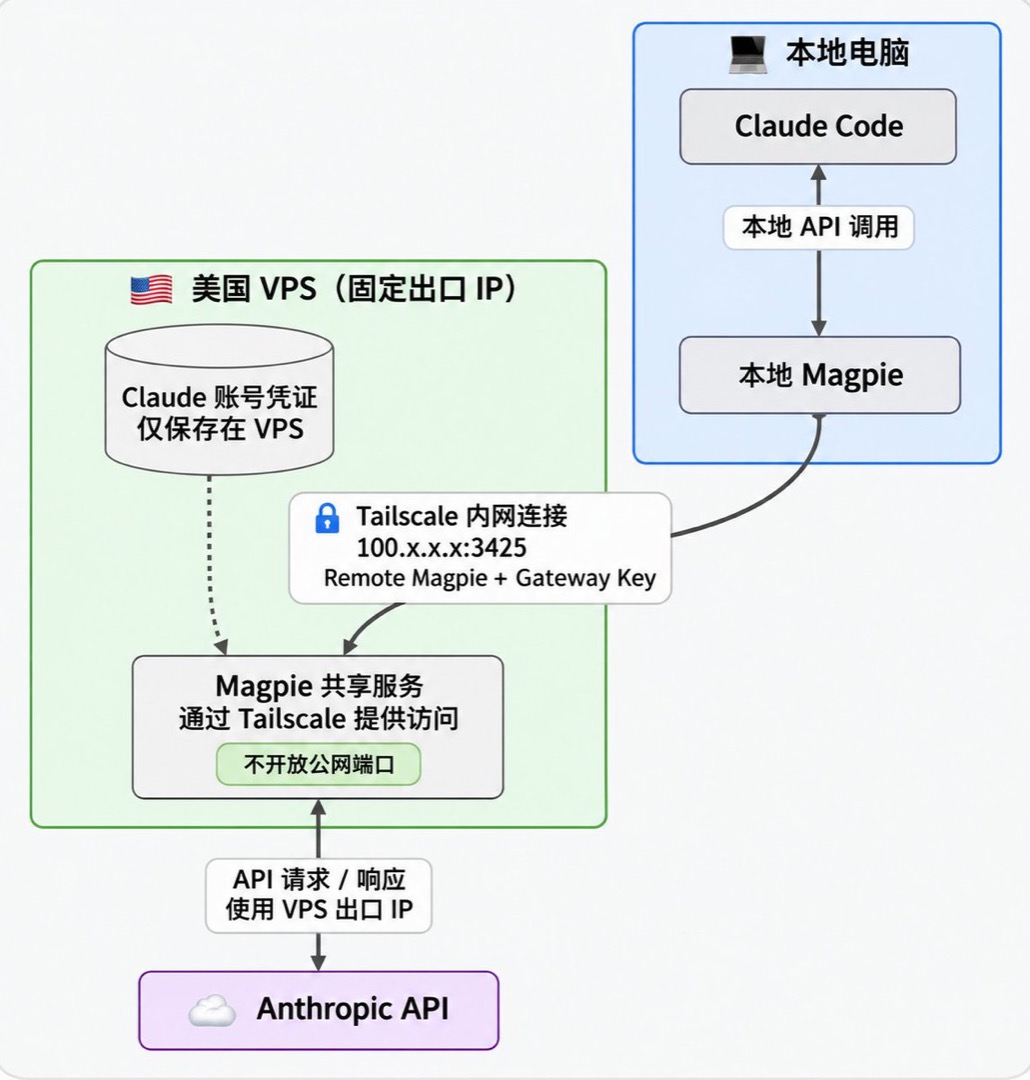 本地电脑
Claude Code
本地 API 调用
本地 Magpie
美国 VPS（固定出口 IP）
Claude 账号凭证
仅保存在 VPS
Tailscale 内网连接
100.x.x.x:3425
Remote Magpie + Gateway Key
Magpie 共享服务
通过 Tailscale 提供访问
不开放公网端口
API 请求 / 响应
使用 VPS 出口 IP
Anthropic API